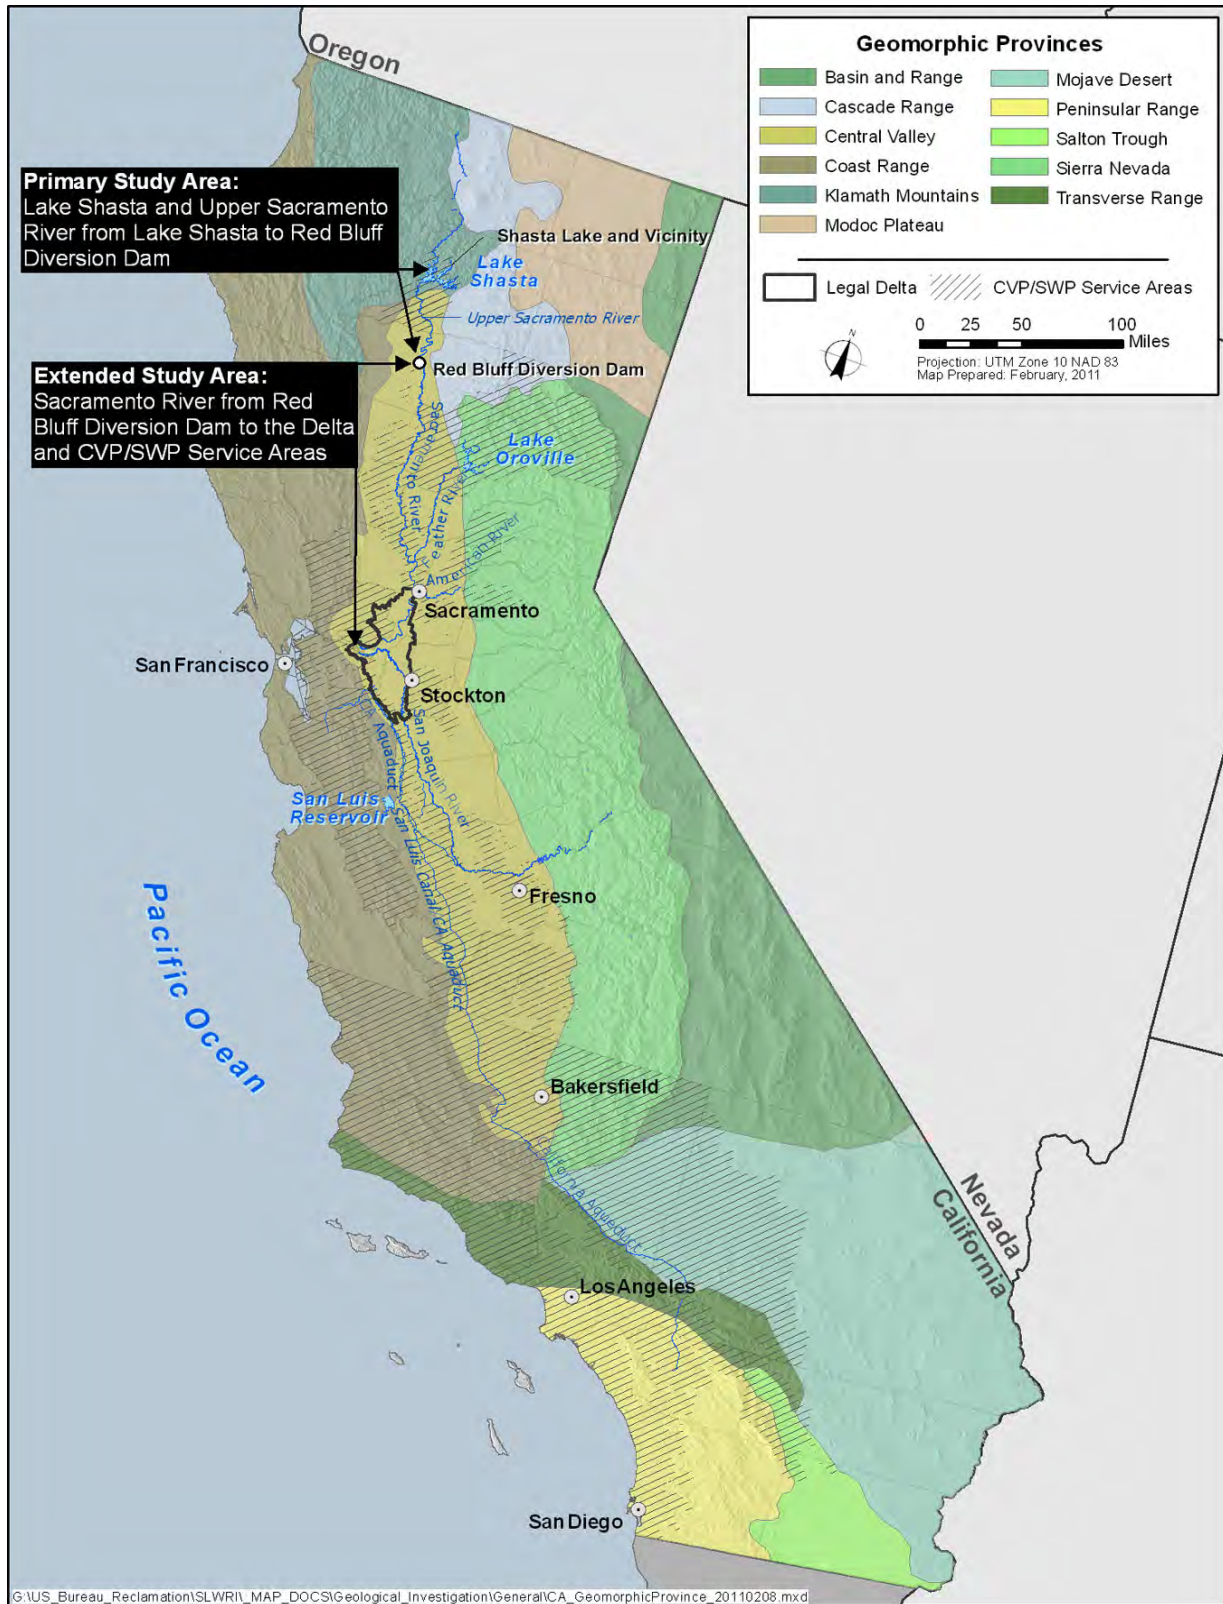 Oregon
Geomorphic Provinces
Basin and Range
Cascade Range
Central Valley
Coast Range
Klamath Mountains
Modoc Plateau
Mojave Desert
Peninsular Range
Salton Trough
Sierra Nevada
Transverse Range
Legal Delta
CVP/SWP Service Areas
N
0 25 50 100
Miles
Projection: UTM Zone 10 NAD 83
Map Prepared: February, 2011
Primary Study Area:
Lake Shasta and Upper Sacramento
River from Lake Shasta to Red Bluff
Diversion Dam
Shasta Lake and Vicinity
Lake
Shasta
Upper Sacramento River
Red Bluff Diversion Dam
Extended Study Area:
Sacramento River from Red
Bluff Diversion Dam to the Delta
and CVP/SWP Service Areas
Sacramento River
Lake
Oroville
Feather River
American River
Sacramento
San Francisco
Stockton
CA Aquaduct
San Joaquin River
San Luis
Reservoir
San Luis Canal CA Aquaduct
Fresno
Pacific Ocean
Bakersfield
California Aqueduct
Nevada
California
Los Angeles
San Diego
G:\US_Bureau_Reclamation\SLWRI\_MAP_DOCS\Geological_Investigation\General\CA_GeomorphicProvince_20110208.mxd